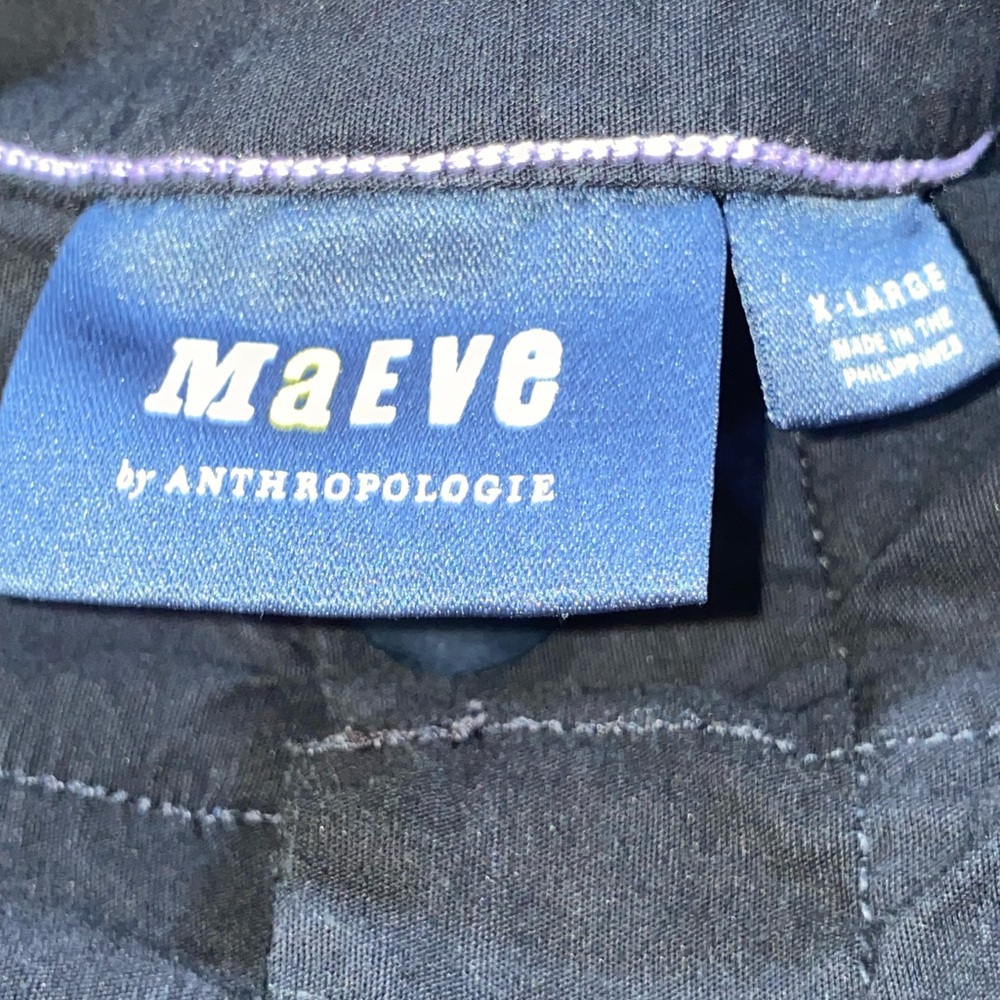 MaEVe
by ANTHROPOLOGIE
X-LARGE
MADE IN THE
PHILIPPINES